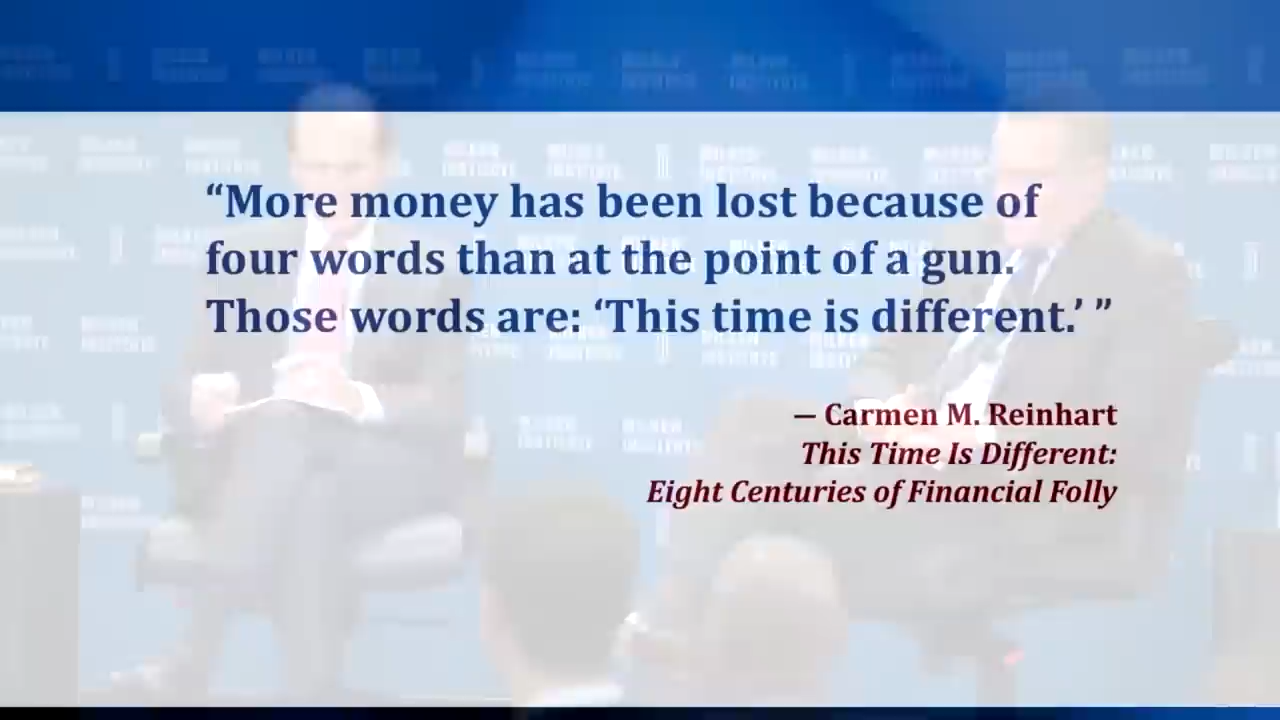 “More money has been lost because of
four words than at the point of a gun.
Those words are: ‘This time is different.’ ”
— Carmen M. Reinhart
This Time Is Different:
Eight Centuries of Financial Folly